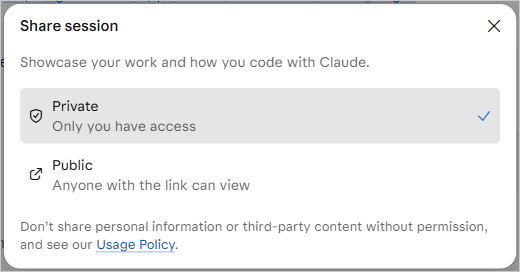 Share session
Showcase your work and how you code with Claude.
Private
Only you have access
Public
Anyone with the link can view
Don't share personal information or third-party content without permission,
and see our Usage Policy.